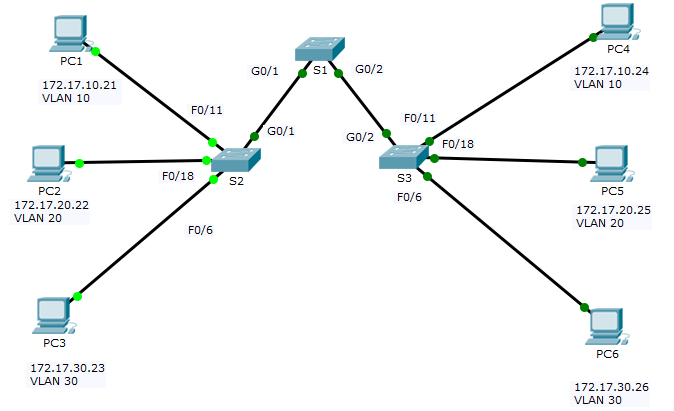 PC1
172.17.10.21
VLAN 10
F0/11
G0/1
S1
G0/2
PC4
172.17.10.24
VLAN 10
F0/11
G0/1
G0/2
F0/18
PC2
172.17.20.22
VLAN 20
F0/18
S2
S3
F0/6
PC5
172.17.20.25
VLAN 20
F0/6
PC3
172.17.30.23
VLAN 30
PC6
172.17.30.26
VLAN 30